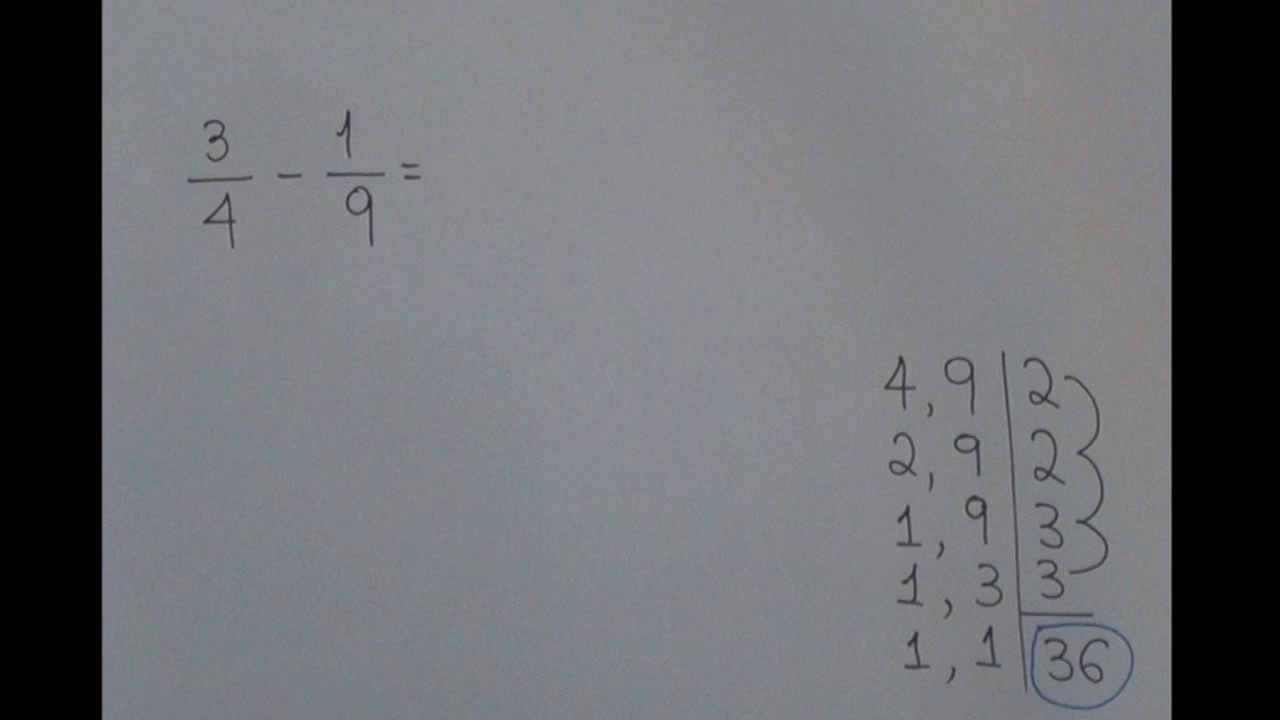 3/4 - 1/9 =
4, 9 | 2
2, 9 | 2
1, 9 | 3
1, 3 | 3
1, 1 | 36